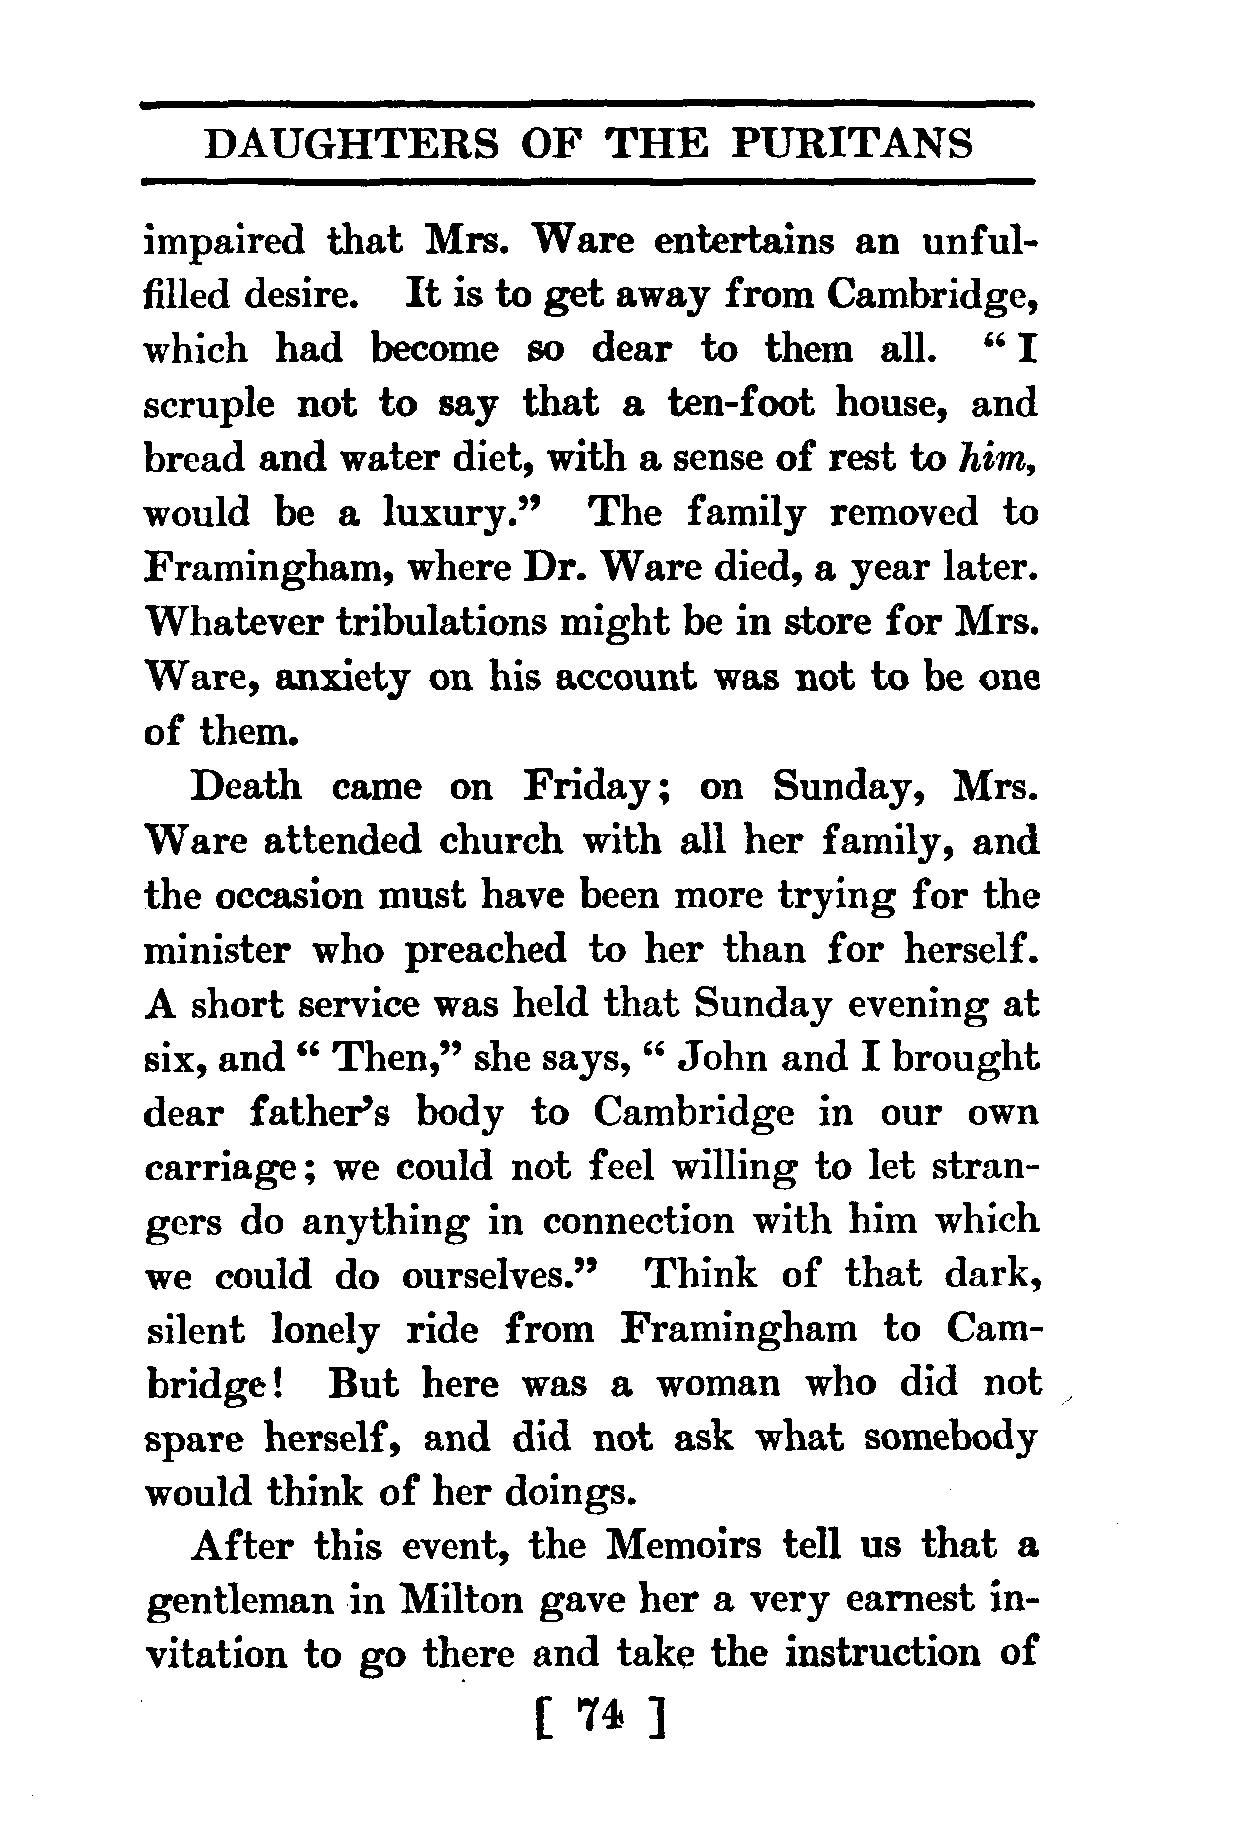 DAUGHTERS OF THE PURITANS
impaired that Mrs. Ware entertains an unful-
filled desire. It is to get away from Cambridge,
which had become so dear to them all. “ I
scruple not to say that a ten-foot house, and
bread and water diet, with a sense of rest to him,
would be a luxury.” The family removed to
Framingham, where Dr. Ware died, a year later.
Whatever tribulations might be in store for Mrs.
Ware, anxiety on his account was not to be one
of them.
Death came on Friday; on Sunday, Mrs.
Ware attended church with all her family, and
the occasion must have been more trying for the
minister who preached to her than for herself.
A short service was held that Sunday evening at
six, and “ Then,” she says, “ John and I brought
dear father’s body to Cambridge in our own
carriage; we could not feel willing to let stran-
gers do anything in connection with him which
we could do ourselves.” Think of that dark,
silent lonely ride from Framingham to Cam-
bridge! But here was a woman who did not
spare herself, and did not ask what somebody
would think of her doings.
After this event, the Memoirs tell us that a
gentleman in Milton gave her a very earnest in-
vitation to go there and take the instruction of
[ 74 ]